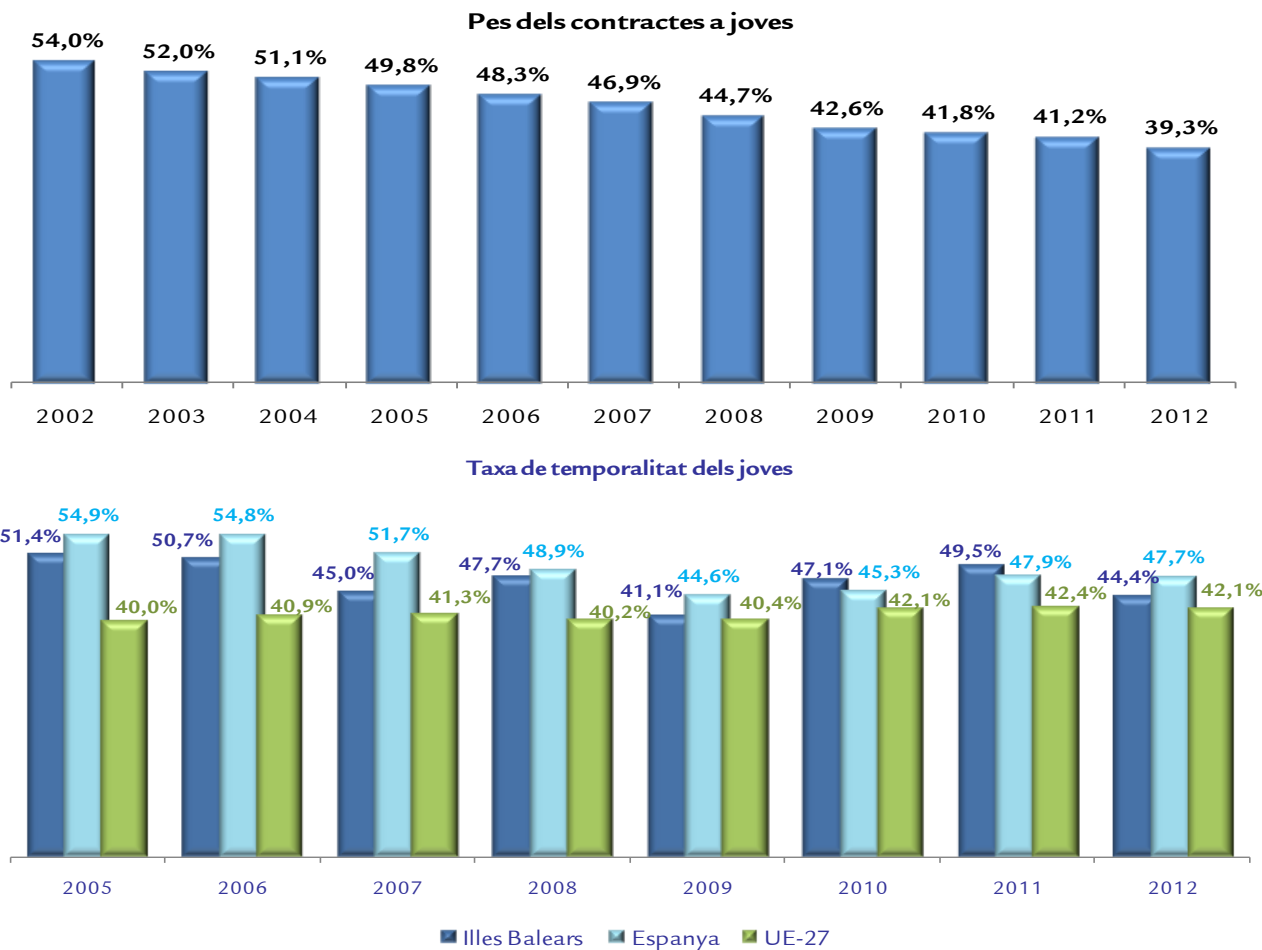 Pes dels contractes a joves
54,0%
52,0%
51,1%
49,8%
48,3%
46,9%
44,7%
42,6%
41,8%
41,2%
39,3%
2002 2003 2004 2005 2006 2007 2008 2009 2010 2011 2012
Taxa de temporalitat dels joves
51,4% 54,9% 40,0%
50,7% 54,8% 40,9%
45,0% 51,7% 41,3%
47,7% 48,9% 40,2%
41,1% 44,6% 40,4%
47,1% 45,3% 42,1%
49,5% 47,9% 42,4%
44,4% 47,7% 42,1%
2005 2006 2007 2008 2009 2010 2011 2012
Illes Balears Espanya UE-27